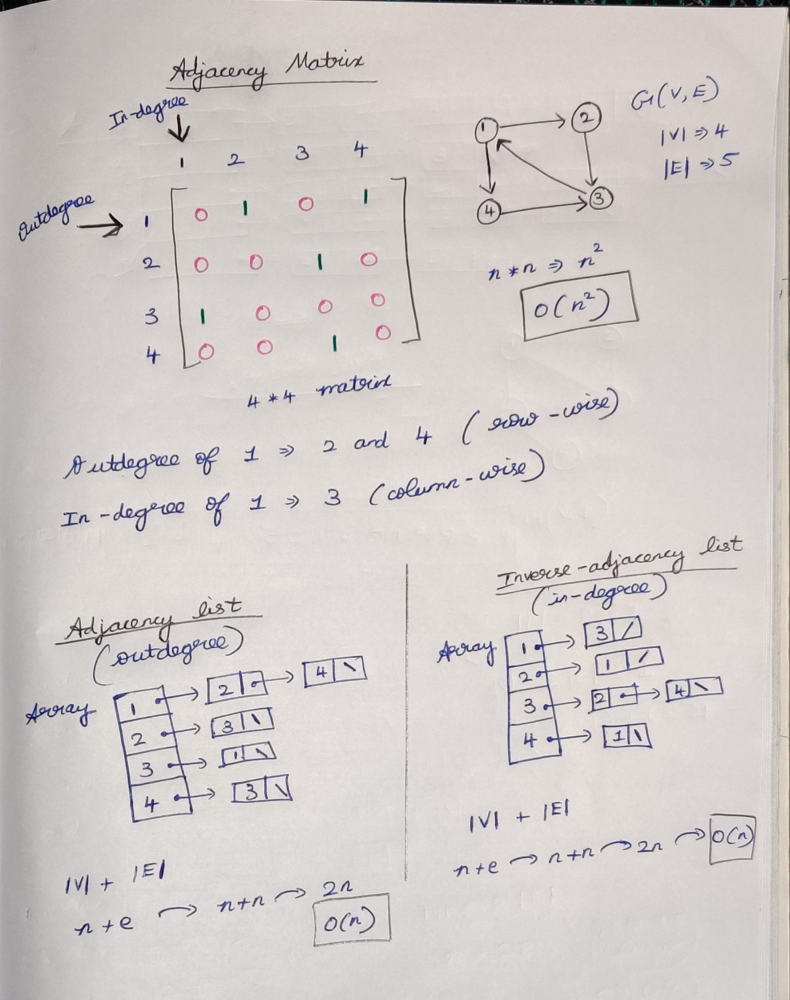 Adjacency Matrix
In-degree
↓
1 2 3 4
Outdegree → 1 0 1 0 1
2 0 0 1 0
3 1 0 0 0
4 0 0 1 0
4 * 4 matrix
G(V, E)
|V| ⇒ 4
|E| ⇒ 5
1 2
4 3
n * n ⇒ n²
O(n²)
Outdegree of 1 ⇒ 2 and 4 (row-wise)
In-degree of 1 ⇒ 3 (column-wise)
Adjacency list
(outdegree)
Array
1 → 2 → 4 \
2 → 3 \
3 → 1 \
4 → 3 \
|V| + |E|
n + e → n+n → 2n
O(n)
Inverse-adjacency list
(in-degree)
Array
1 → 3 /
2 → 1 /
3 → 2 → 4 \
4 → 1 \
|V| + |E|
n+e → n+n → 2n → O(n)